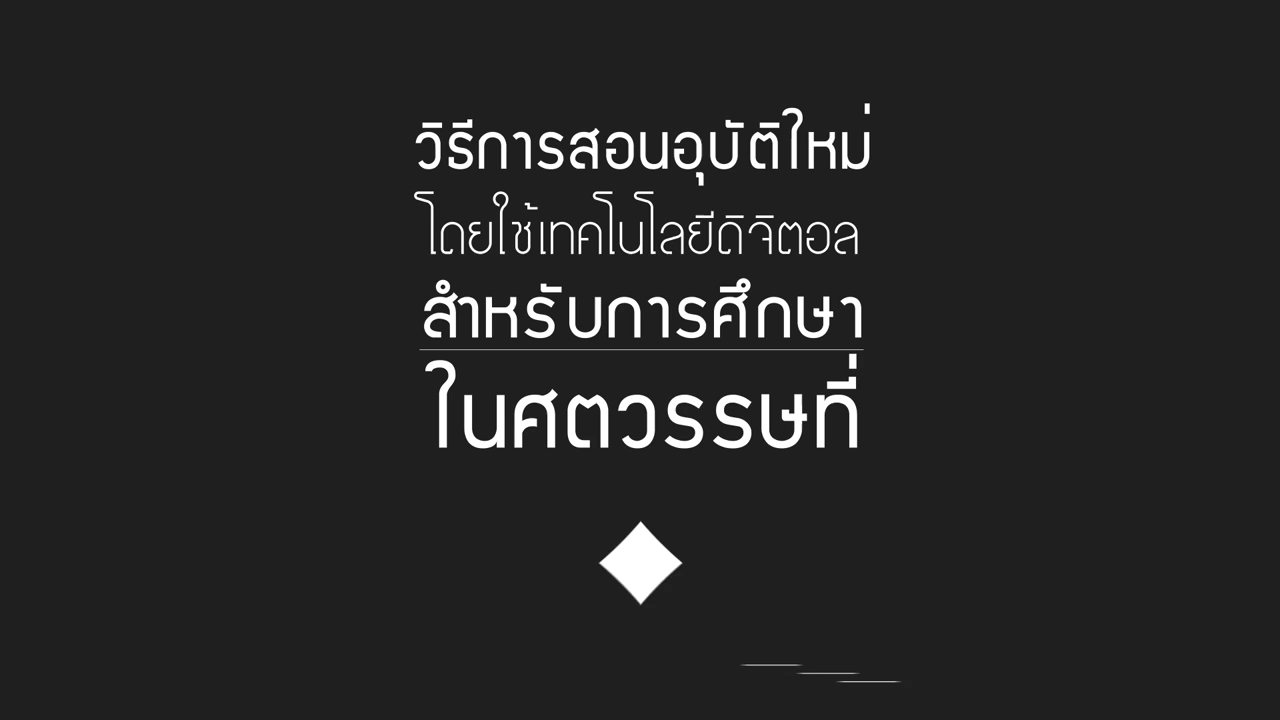 วิธีการสอนอุบัติใหม่
โดยใช้เทคโนโลยีดิจิตอล
สำหรับการศึกษา
ในศตวรรษที่